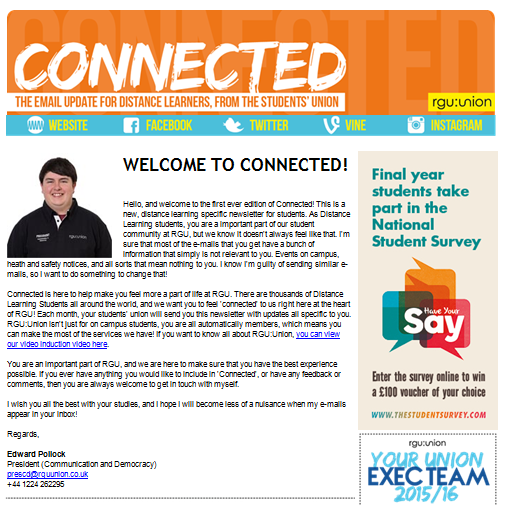 CONNECTED
THE EMAIL UPDATE FOR DISTANCE LEARNERS, FROM THE STUDENTS' UNION
rgu:union
WEBSITE
FACEBOOK
TWITTER
VINE
INSTAGRAM
WELCOME TO CONNECTED!
Hello, and welcome to the first ever edition of Connected! This is a
new, distance learning specific newsletter for students. As Distance
Learning students, you are a important part of our student
community at RGU, but we know it doesn't always feel like that. I'm
sure that most of the e-mails that you get have a bunch of
information that simply is not relevant to you. Events on campus,
heath and safety notices, and all sorts that mean nothing to you. I know I'm guilty of sending similar e-
mails, so I want to do something to change that!
Connected is here to help make you feel more a part of life at RGU. There are thousands of Distance
Learning Students all around the world, and we want you to feel 'connected' to us right here at the heart
of RGU! Each month, your students' union will send you this newsletter with updates all specific to you.
RGU:Union isn't just for on campus students, you are all automatically members, which means you
can make the most of the services we have! If you want to know all about RGU:Union, you can view
our video induction video here.
You are an important part of RGU, and we are here to make sure that you have the best experience
possible. If you ever have anything you would like to include in 'Connected', or have any feedback or
comments, then you are always welcome to get in touch with myself.
I wish you all the best with your studies, and I hope I will become less of a nuisance when my e-mails
appear in your inbox!
Regards,
Edward Pollock
President (Communication and Democracy)
prescd@rguunion.co.uk
+44 1224 262295
Final year
students take
part in the
National
Student Survey
Have Your
Say
Enter the survey online to win
a £100 voucher of your choice
WWW.THESTUDENTSURVEY.COM
rgu:union
YOUR UNION
EXEC TEAM
2015/16